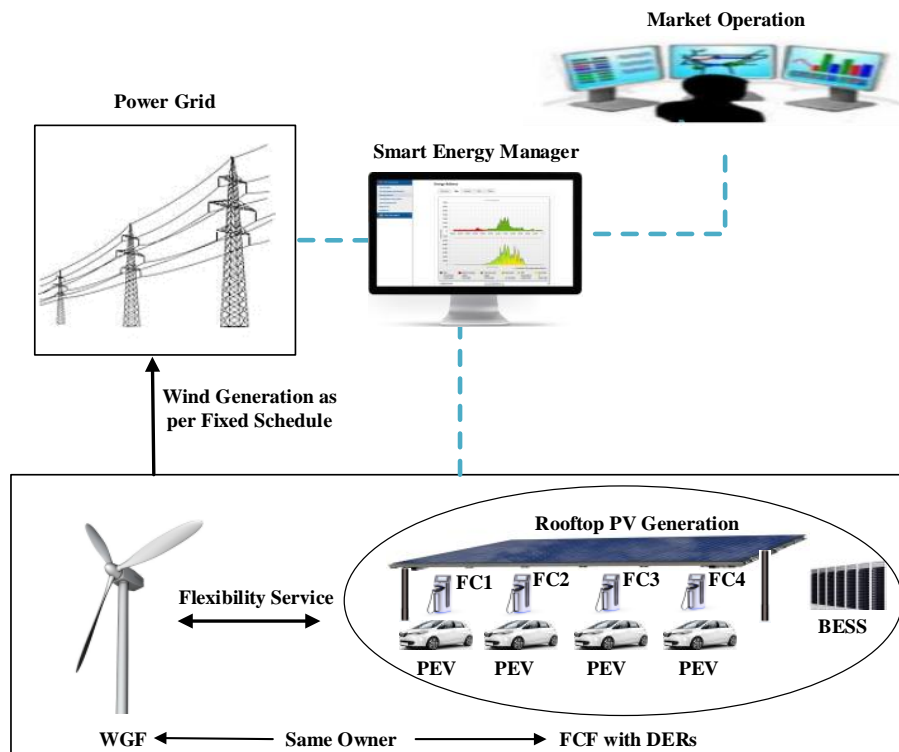 Market Operation
Power Grid
Smart Energy Manager
Wind Generation as
per Fixed Schedule
Rooftop PV Generation
FC1 FC2 FC3 FC4
Flexibility Service
BESS
PEV PEV PEV PEV
WGF Same Owner FCF with DERs